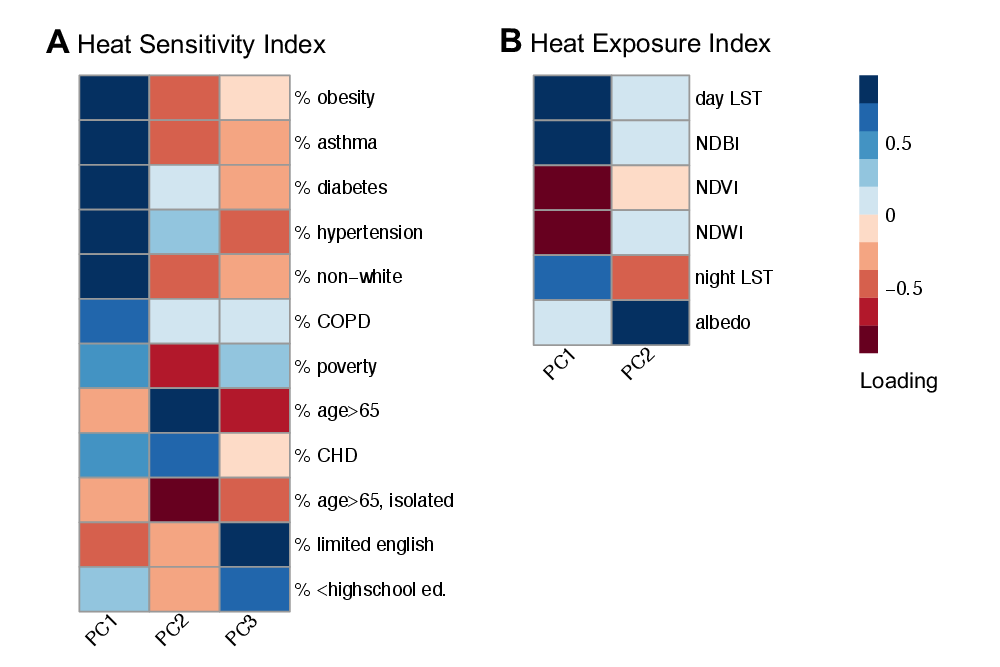 A Heat Sensitivity Index
% obesity
% asthma
% diabetes
% hypertension
% non−white
% COPD
% poverty
% age>65
% CHD
% age>65, isolated
% limited english
% <highschool ed.
PC1 PC2 PC3
B Heat Exposure Index
day LST
NDBI
NDVI
NDWI
night LST
albedo
PC1 PC2
0.5
0
−0.5
Loading